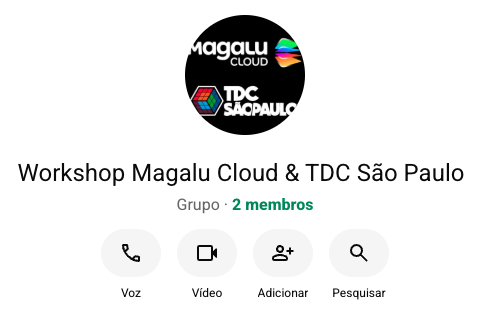 magalu
CLOUD
TDC
SÃOPAULO
Workshop Magalu Cloud & TDC São Paulo
Grupo · 2 membros
Voz
Vídeo
Adicionar
Pesquisar